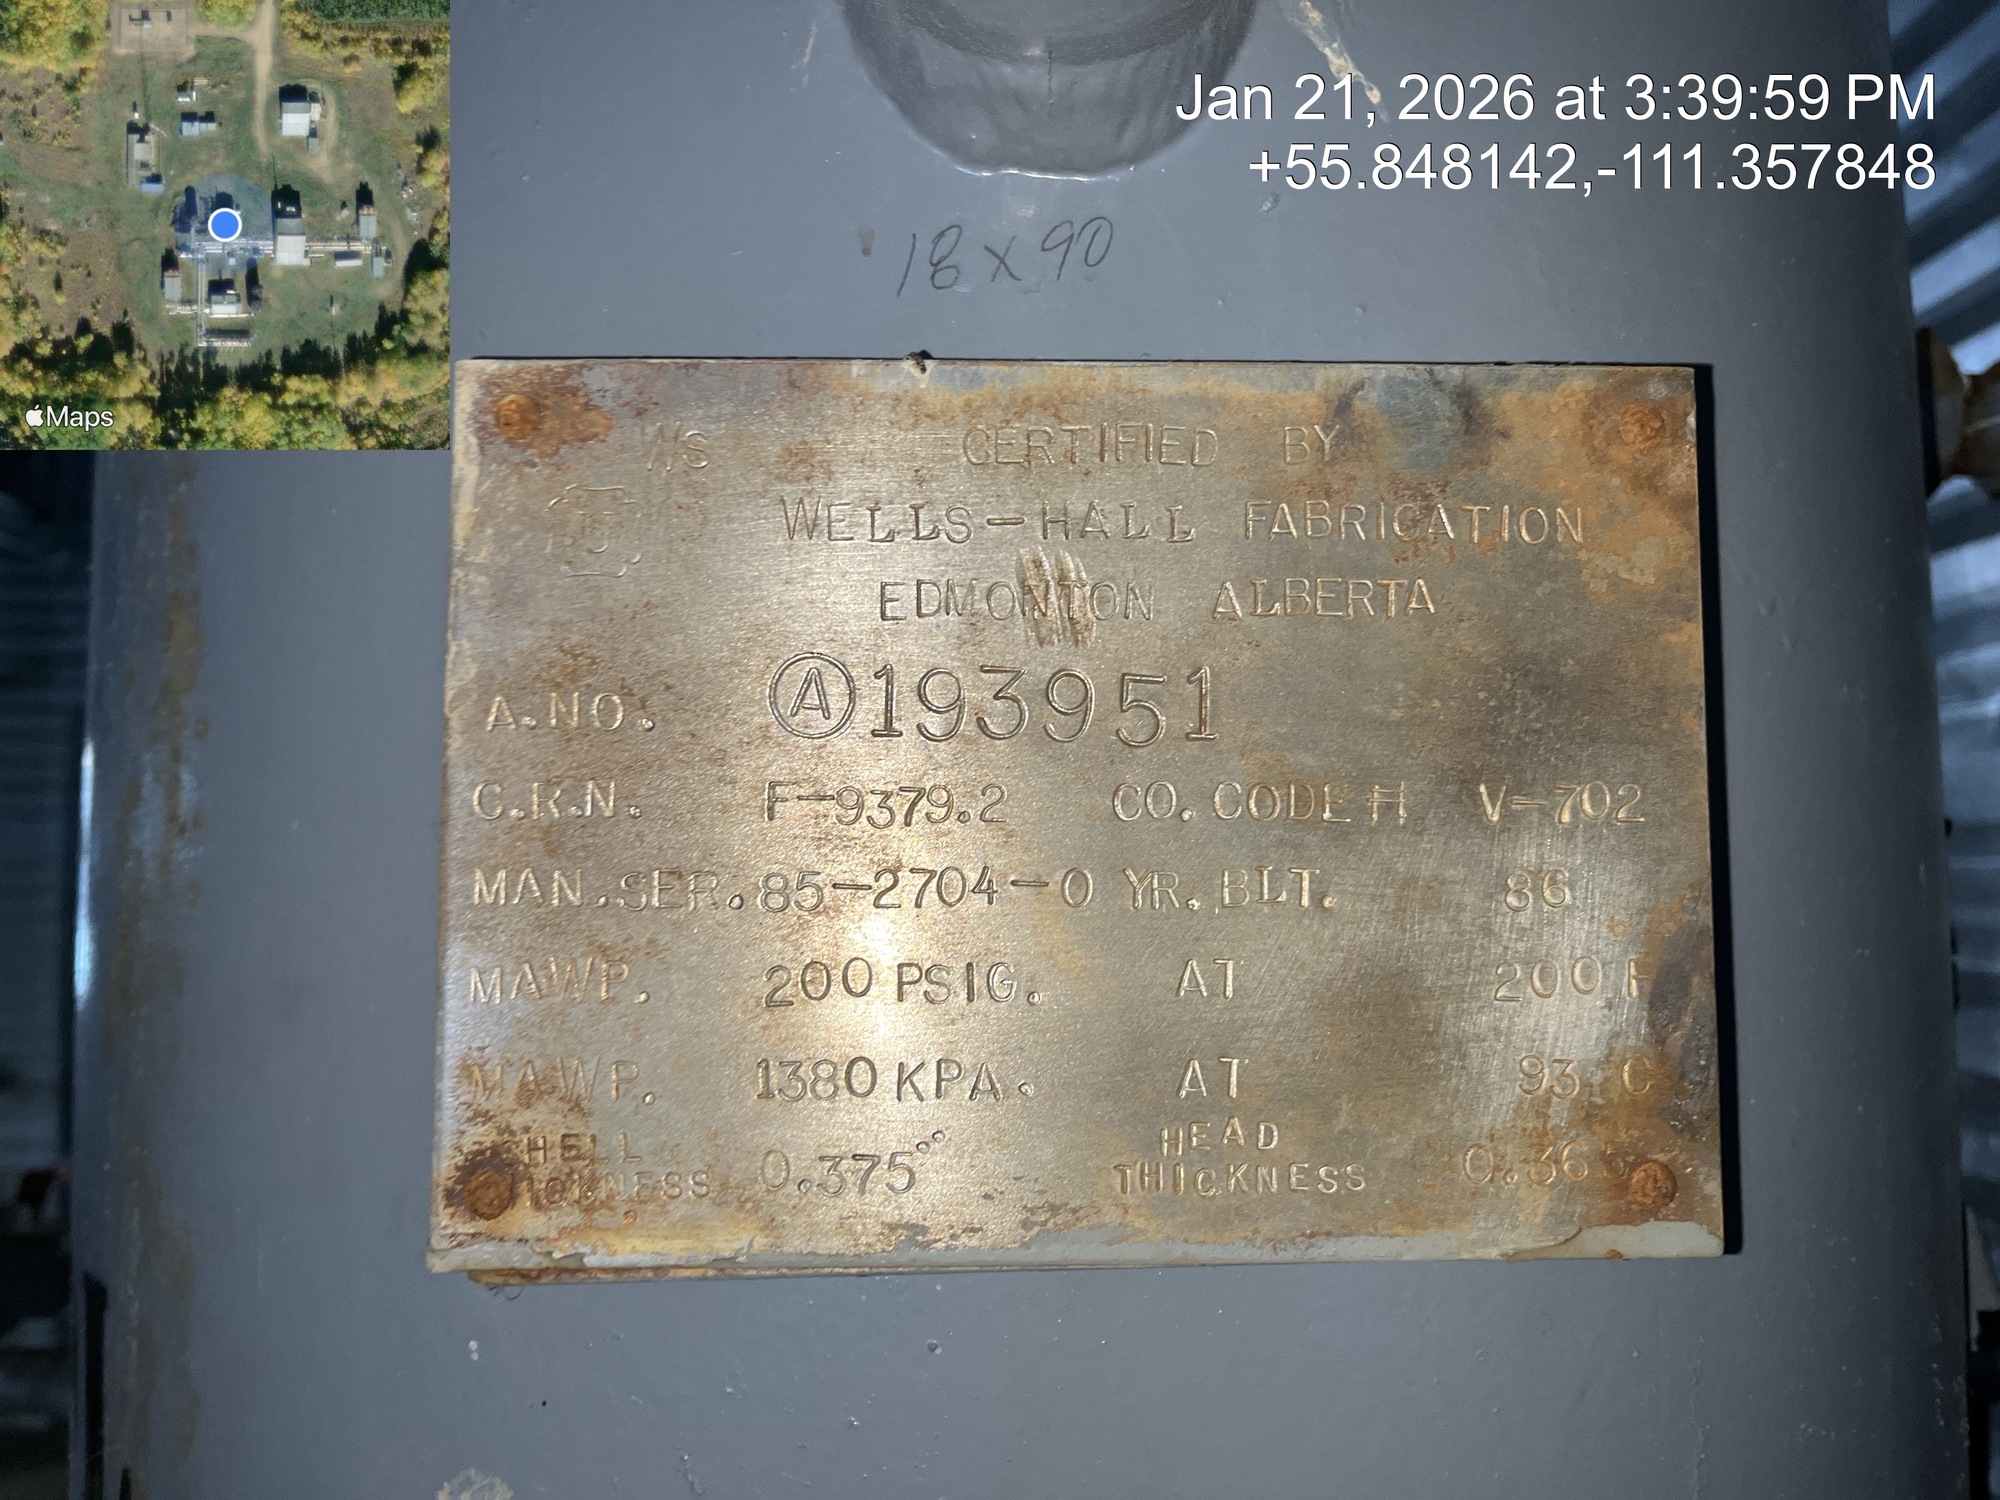 Jan 21, 2026 at 3:39:59 PM
+55.848142,-111.357848
Maps
18 x 90
WS CERTIFIED BY
U WELLS-HALL FABRICATION
EDMONTON ALBERTA
A.NO. Ⓐ193951
C.R.N. F-9379.2 CO. CODE # V-702
MAN.SER. 85-2704-0 YR. BLT. 86
MAWP. 200 PSIG. AT 200 F
MAWP. 1380 KPA. AT 93 C
HEAD
THICKNESS 0.375"
THICKNESS